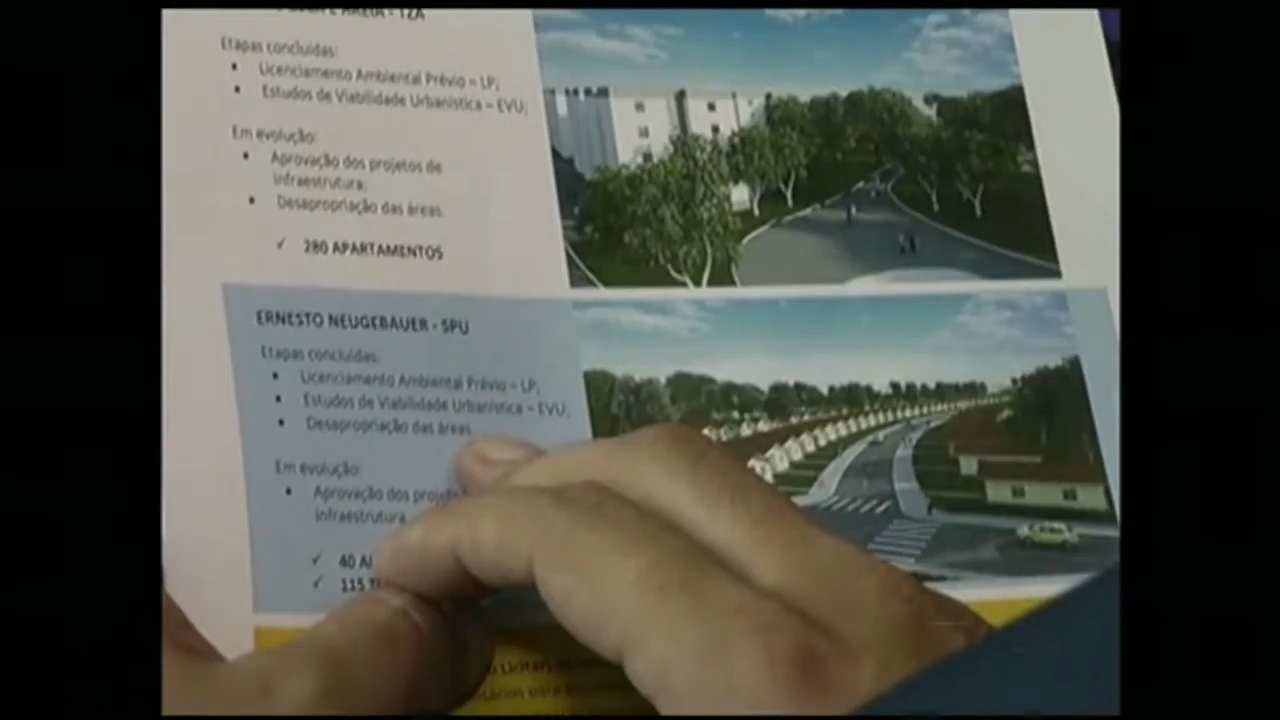 E AREIA - TZA
Etapas concluídas:
• Licenciamento Ambiental Prévio – LP;
• Estudos de Viabilidade Urbanística – EVU;
Em evolução:
• Aprovação dos projetos de
infraestrutura;
• Desapropriação das áreas.
✓ 280 APARTAMENTOS
ERNESTO NEUGEBAUER - SPU
Etapas concluídas:
• Licenciamento Ambiental Prévio – LP;
• Estudos de Viabilidade Urbanística – EVU;
• Desapropriação das áreas.
Em evolução:
• Aprovação dos
infraestrutura
✓ 40
✓ 115